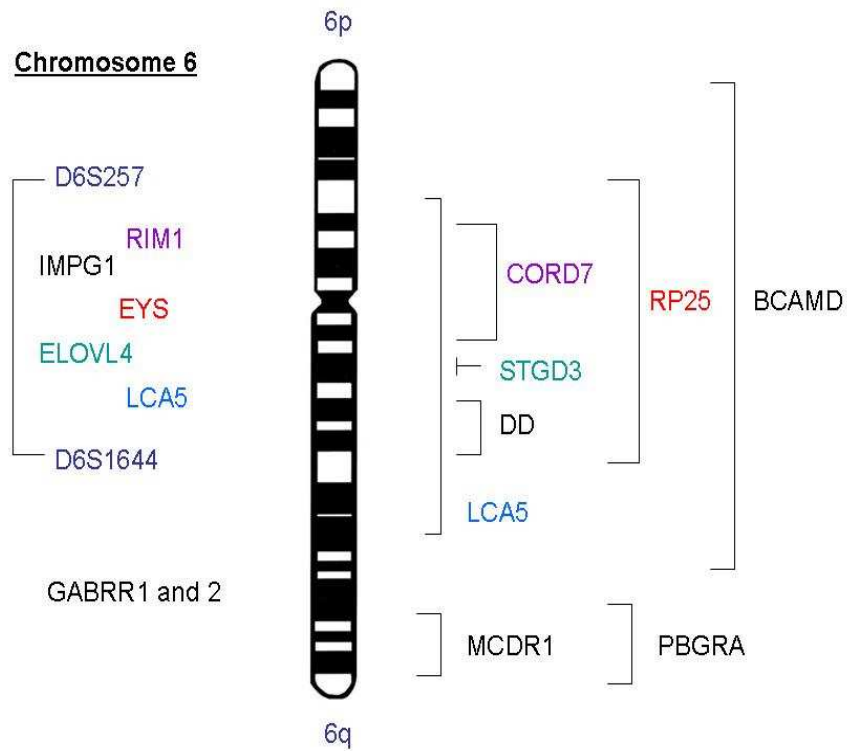 6p
Chromosome 6
D6S257
RIM1
IMPG1
EYS
ELOVL4
LCA5
D6S1644
GABRR1 and 2
CORD7
RP25
BCAMD
STGD3
DD
LCA5
MCDR1
PBGRA
6q